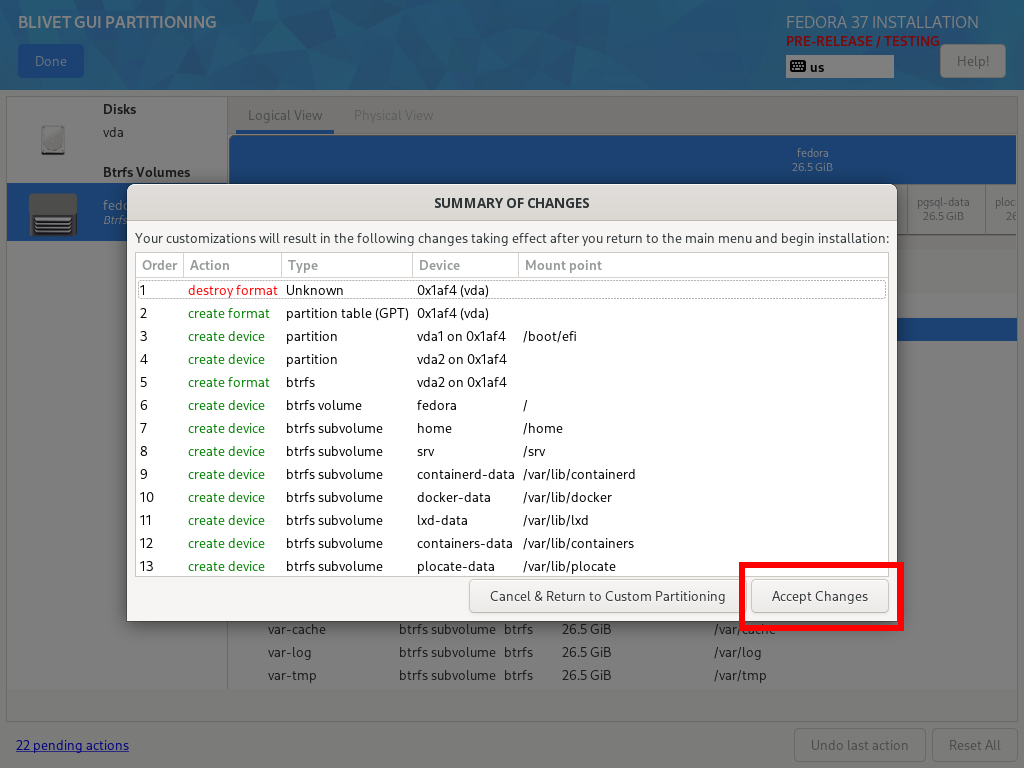 BLIVET GUI PARTITIONING
FEDORA 37 INSTALLATION
PRE-RELEASE / TESTING
Done
us
Help!
Disks
vda
Btrfs Volumes
Logical View
Physical View
fedora
26.5 GiB
pgsql-data
26.5 GiB
SUMMARY OF CHANGES
Your customizations will result in the following changes taking effect after you return to the main menu and begin installation:
Order Action Type Device Mount point
1 destroy format Unknown 0x1af4 (vda)
2 create format partition table (GPT) 0x1af4 (vda)
3 create device partition vda1 on 0x1af4 /boot/efi
4 create device partition vda2 on 0x1af4
5 create format btrfs vda2 on 0x1af4
6 create device btrfs volume fedora /
7 create device btrfs subvolume home /home
8 create device btrfs subvolume srv /srv
9 create device btrfs subvolume containerd-data /var/lib/containerd
10 create device btrfs subvolume docker-data /var/lib/docker
11 create device btrfs subvolume lxd-data /var/lib/lxd
12 create device btrfs subvolume containers-data /var/lib/containers
13 create device btrfs subvolume plocate-data /var/lib/plocate
Cancel & Return to Custom Partitioning
Accept Changes
var-cache btrfs subvolume btrfs 26.5 GiB /var/cache
var-log btrfs subvolume btrfs 26.5 GiB /var/log
var-tmp btrfs subvolume btrfs 26.5 GiB /var/tmp
22 pending actions
Undo last action
Reset All